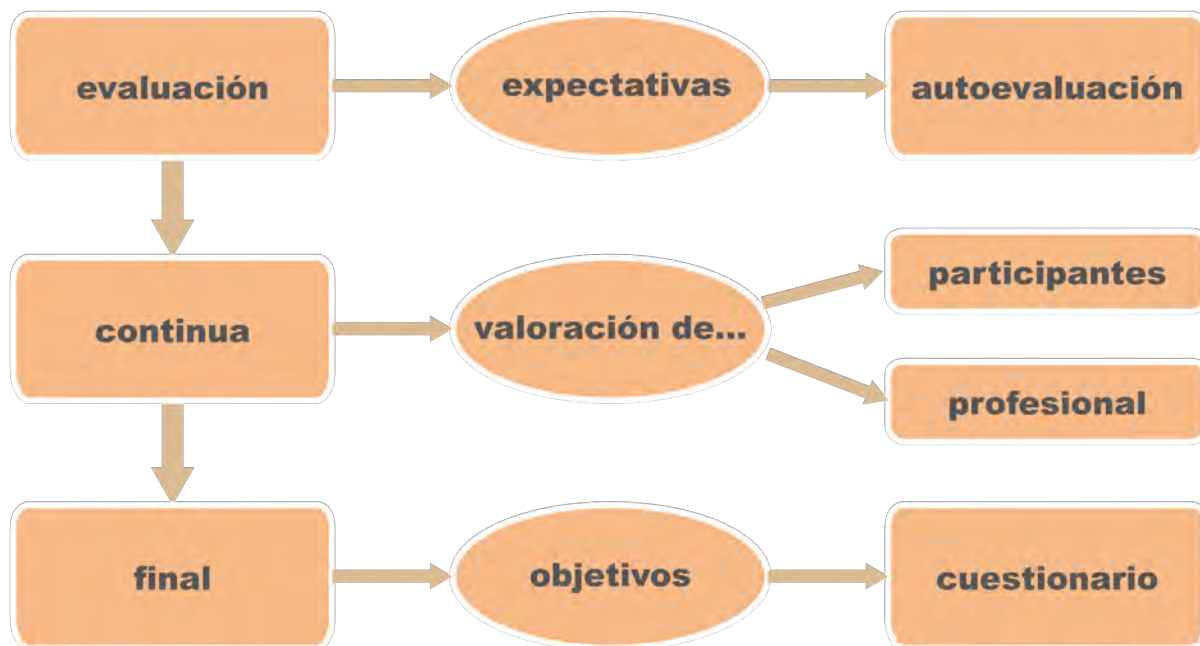 evaluación
expectativas
autoevaluación
continua
valoración de...
participantes
profesional
final
objetivos
cuestionario